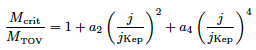 M_crit / M_TOV = 1 + a_2 ( j / j_Kep )^2 + a_4 ( j / j_Kep )^4